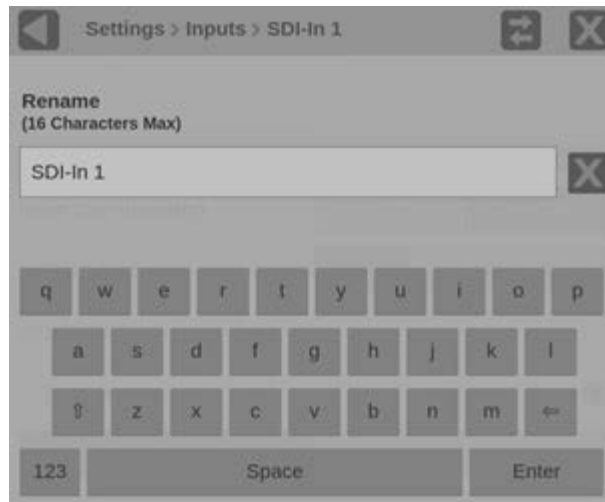 Settings > Inputs > SDI-In 1
Rename
(16 Characters Max)
SDI-In 1
q w e r t y u i o p
a s d f g h j k l
⇧ z x c v b n m ⇦
123 Space Enter